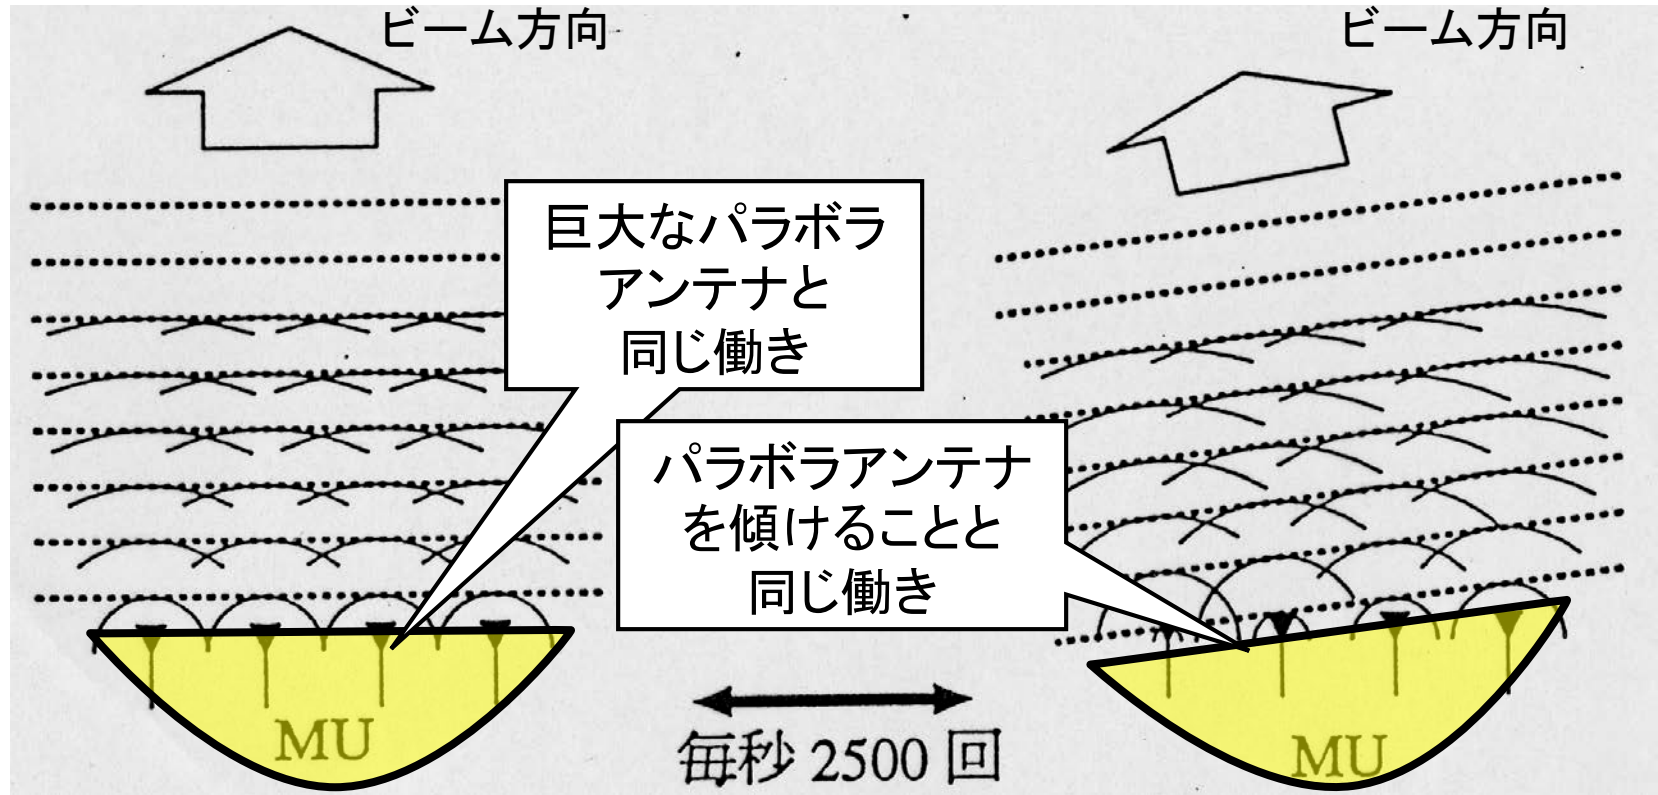 ビーム方向
ビーム方向
巨大なパラボラ
アンテナと
同じ働き
パラボラアンテナ
を傾けることと
同じ働き
MU
毎秒 2500 回
MU